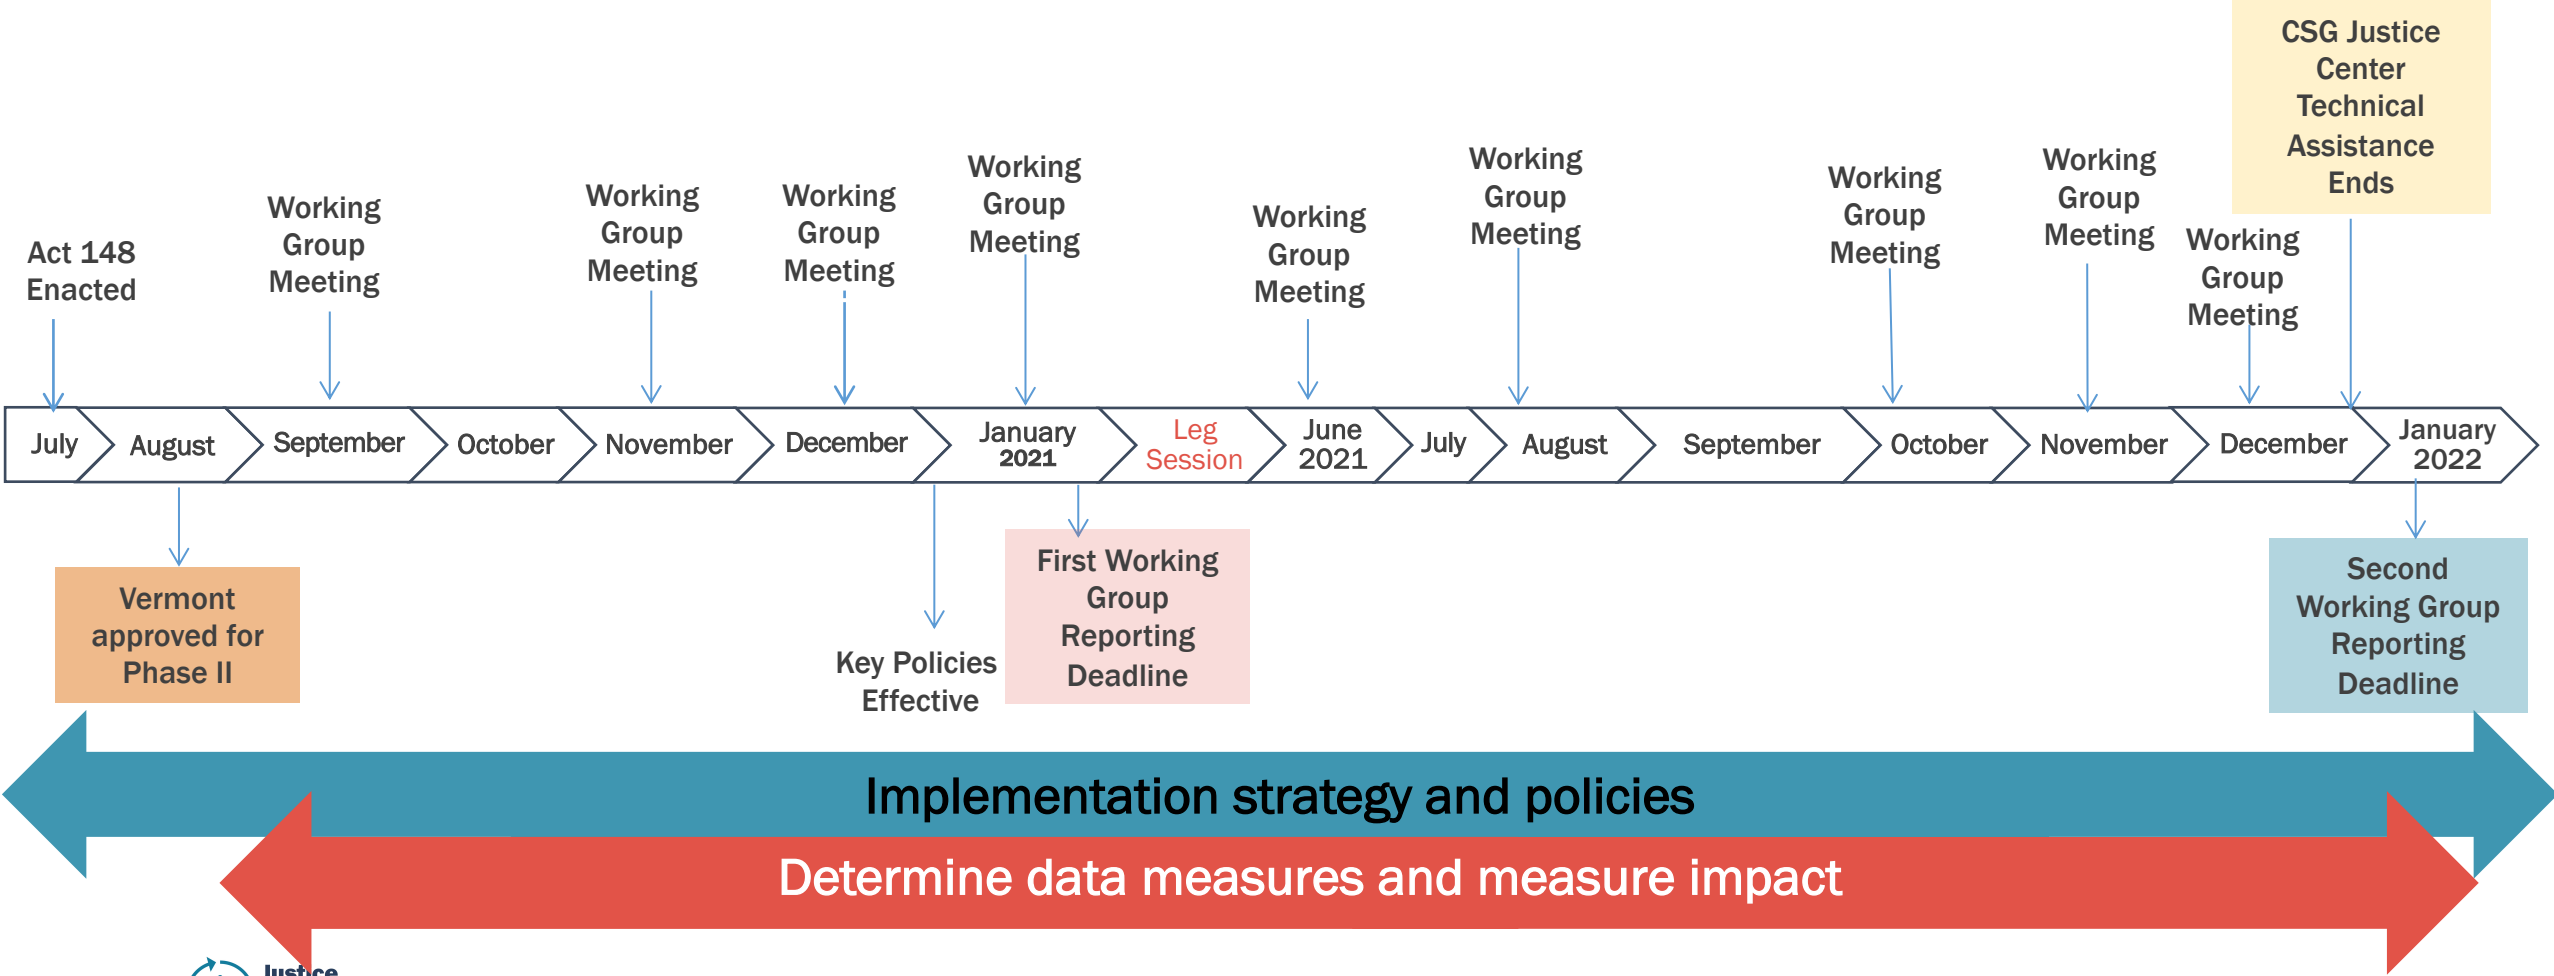 CSG Justice
Center
Technical
Assistance
Ends
Act 148
Enacted
Working
Group
Meeting
Working
Group
Meeting
Working
Group
Meeting
Working
Group
Meeting
Working
Group
Meeting
Working
Group
Meeting
Working
Group
Meeting
Working
Group
Meeting
Working
Group
Meeting
July
August
September
October
November
December
January
2021
Leg
Session
June
2021
July
August
September
October
November
December
January
2022
Vermont
approved for
Phase II
Key Policies
Effective
First Working
Group
Reporting
Deadline
Second
Working Group
Reporting
Deadline
Implementation strategy and policies
Determine data measures and measure impact
Justice